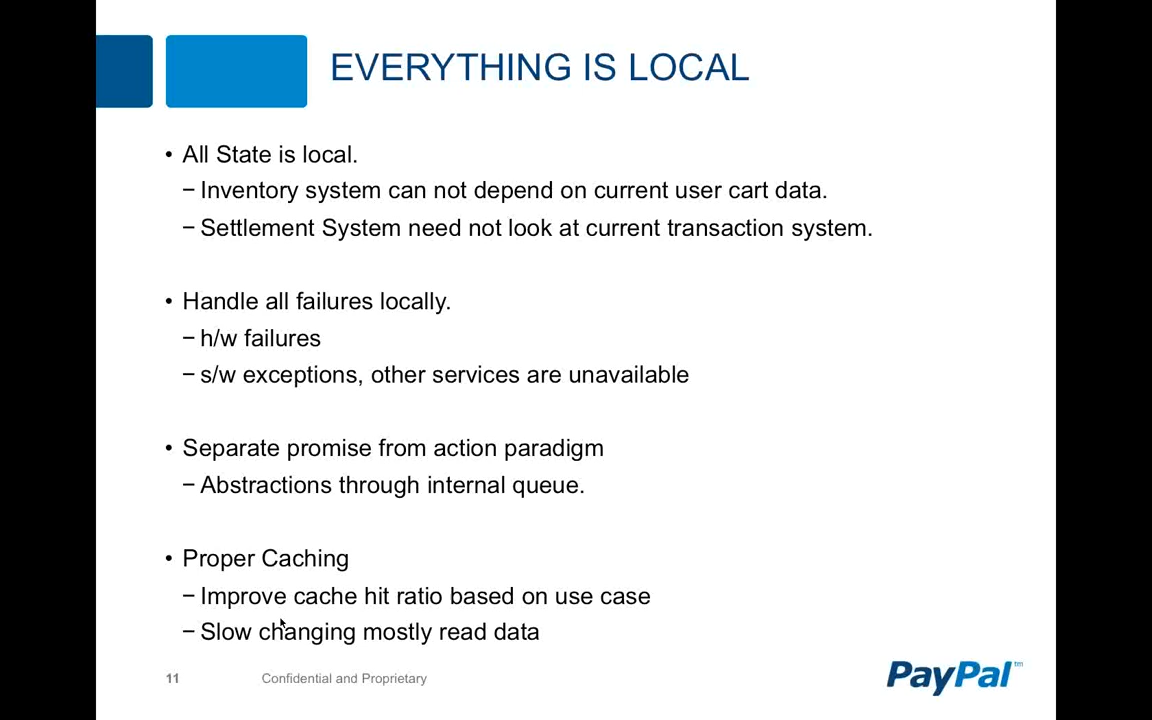 EVERYTHING IS LOCAL
• All State is local.
– Inventory system can not depend on current user cart data.
– Settlement System need not look at current transaction system.
• Handle all failures locally.
– h/w failures
– s/w exceptions, other services are unavailable
• Separate promise from action paradigm
– Abstractions through internal queue.
• Proper Caching
– Improve cache hit ratio based on use case
– Slow changing mostly read data
11 Confidential and Proprietary
PayPal™